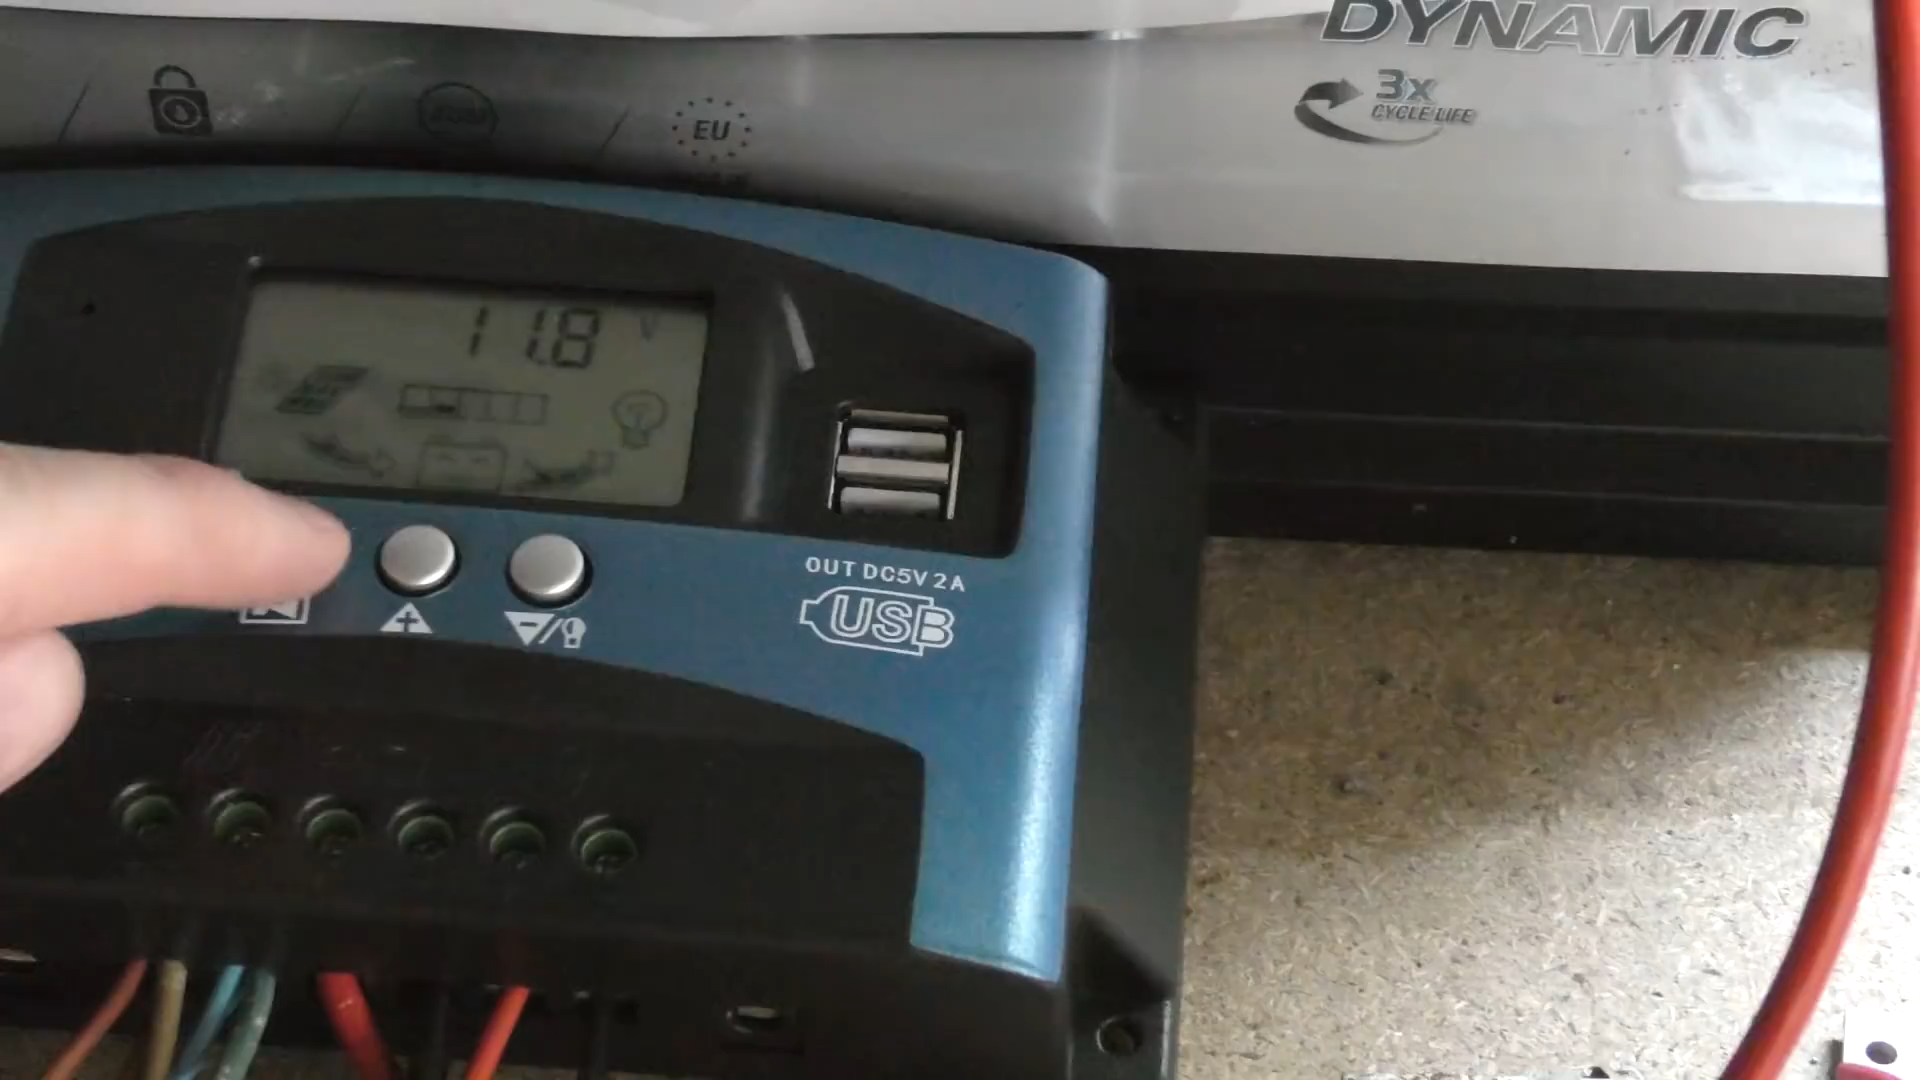 DYNAMIC
3x
CYCLE LIFE
EU
11.8 V
OUT DC5V 2A
USB